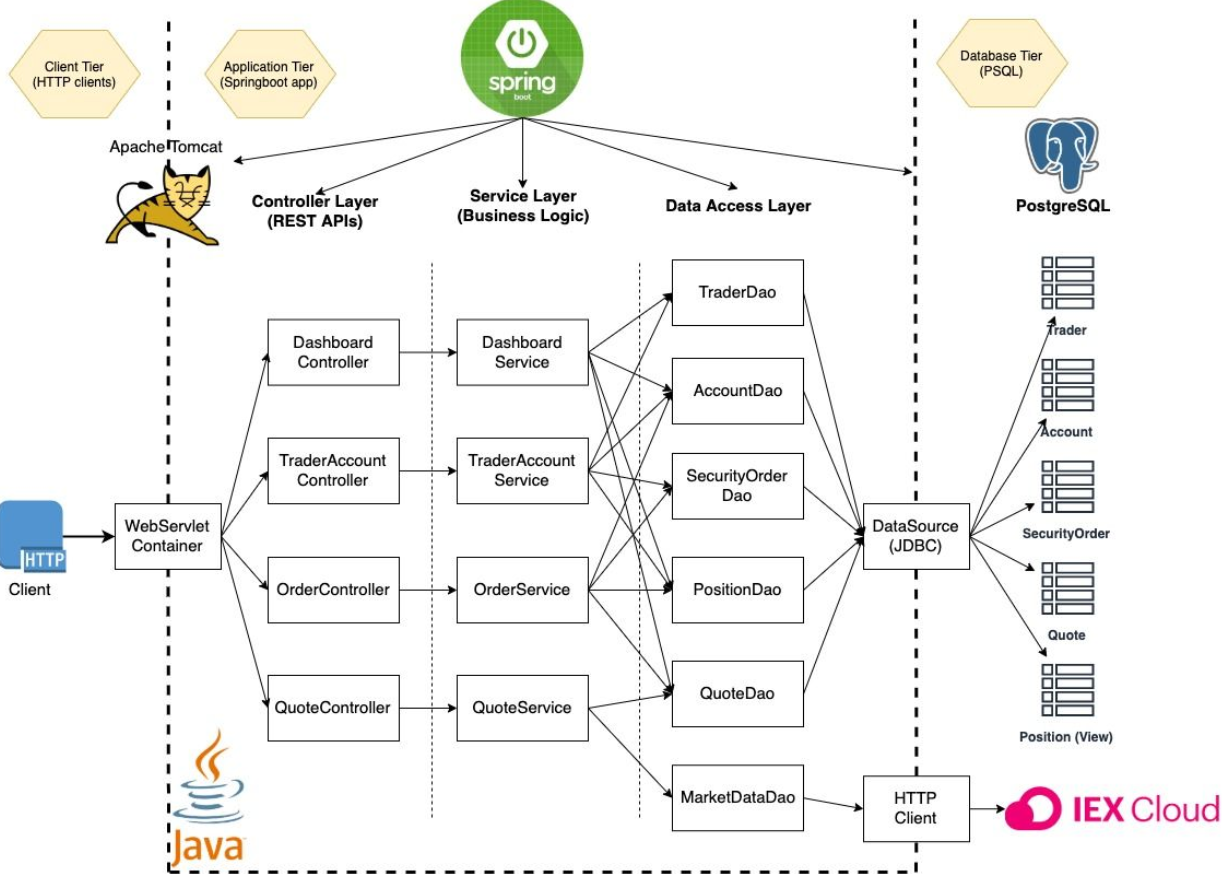 Client Tier
(HTTP clients)
Application Tier
(Springboot app)
spring
boot
Database Tier
(PSQL)
Apache Tomcat
Controller Layer
(REST APIs)
Service Layer
(Business Logic)
Data Access Layer
PostgreSQL
TraderDao
Trader
Dashboard
Controller
Dashboard
Service
AccountDao
Account
TraderAccount
Controller
TraderAccount
Service
SecurityOrder
Dao
SecurityOrder
HTTP
Client
WebServlet
Container
DataSource
(JDBC)
OrderController
OrderService
PositionDao
Quote
QuoteController
QuoteService
QuoteDao
Position (View)
MarketDataDao
HTTP
Client
IEX Cloud
Java